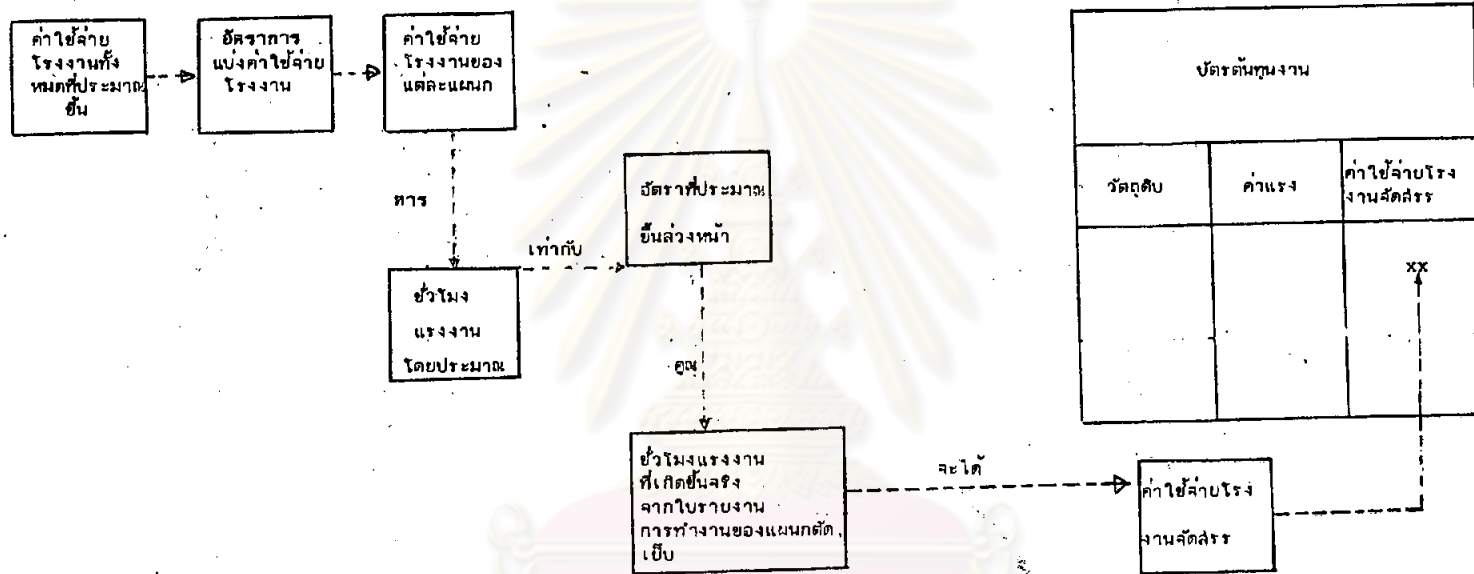 ค่าใช้จ่าย
โรงงานทั้ง
หมดที่ประมาณ
ขึ้น
อัตราการ
แบ่งค่าใช้จ่าย
โรงงาน
ค่าใช้จ่าย
โรงงานของ
แต่ละแผนก
หาร
ชั่วโมง
แรงงาน
โดยประมาณ
เท่ากับ
อัตราที่ประมาณ
ขึ้นล่วงหน้า
คูณ
ชั่วโมงแรงงาน
ที่เกิดขึ้นจริง
จากใบรายงาน
การทำงานของแผนกตัด
เย็บ
จะได้
ค่าใช้จ่ายโรง
งานจัดสรร
บัตรต้นทุนงาน
วัตถุดิบ
ค่าแรง
ค่าใช้จ่ายโรง
งานจัดสรร
xx